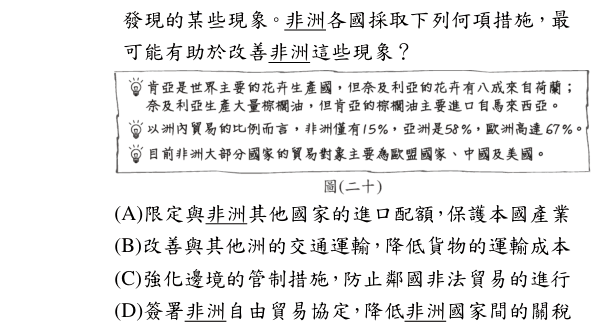 發現的某些現象。非洲各國採取下列何項措施,最
可能有助於改善非洲這些現象?
肯亞是世界主要的花卉生產國,但奈及利亞的花卉有八成來自荷蘭;
奈及利亞生產大量棕櫚油,但肯亞的棕櫚油主要進口自馬來西亞。
以洲內貿易的比例而言,非洲僅有15%,亞洲是58%,歐洲高達67%。
目前非洲大部分國家的貿易對象主要為歐盟國家、中國及美國。
圖(二十)
(A)限定與非洲其他國家的進口配額,保護本國產業
(B)改善與其他洲的交通運輸,降低貨物的運輸成本
(C)強化邊境的管制措施,防止鄰國非法貿易的進行
(D)簽署非洲自由貿易協定,降低非洲國家間的關稅